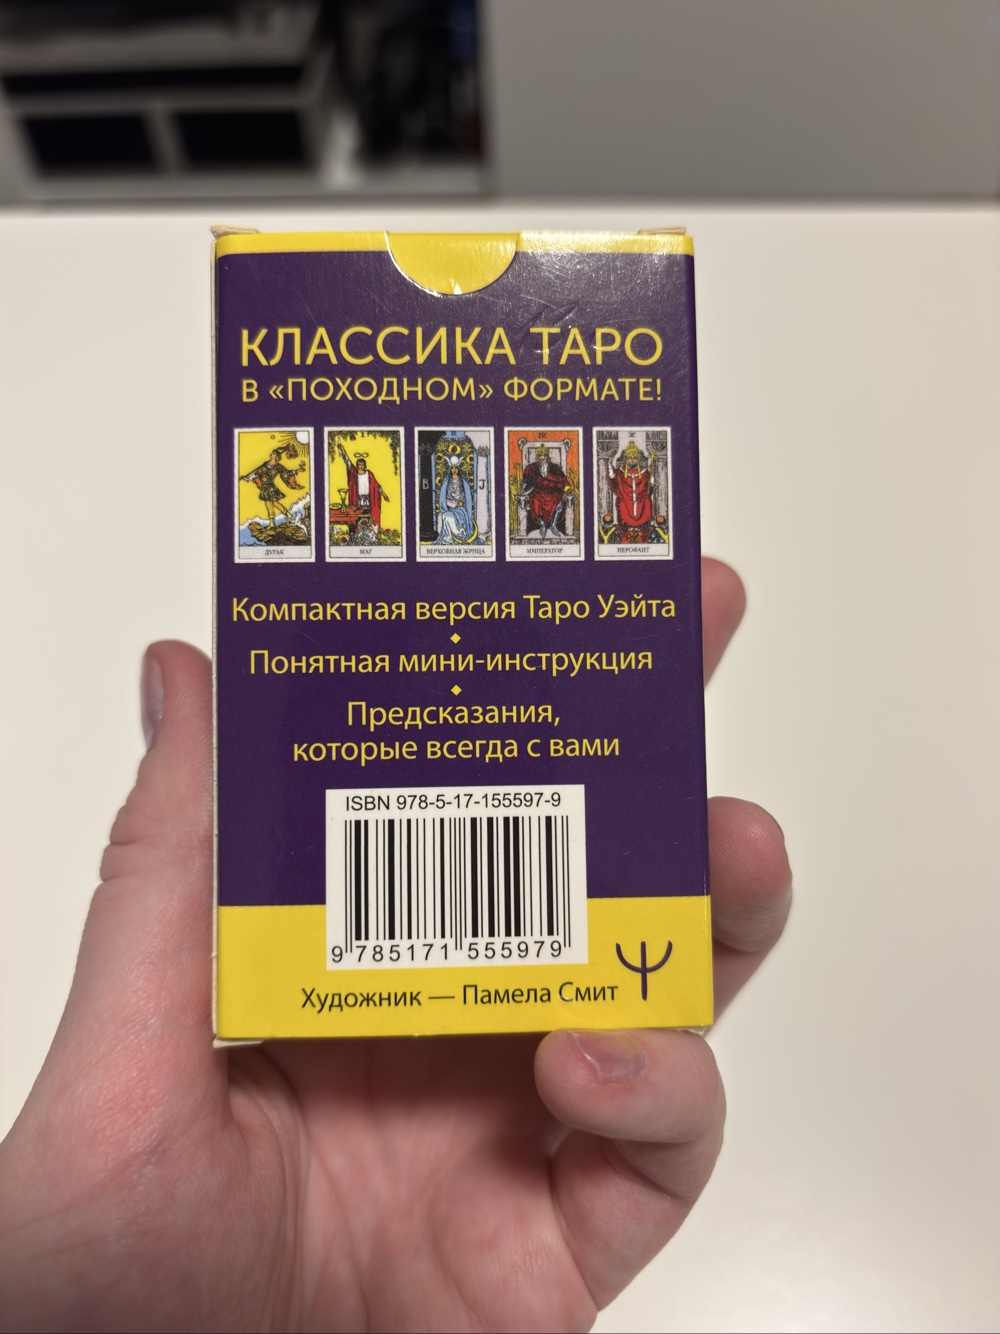 КЛАССИКА ТАРО
В «ПОХОДНОМ» ФОРМАТЕ!
IV V
B J
ДУРАК МАГ ВЕРХОВНАЯ ЖРИЦА ИМПЕРАТОР ИЕРОФАНТ
Компактная версия Таро Уэйта
Понятная мини-инструкция
Предсказания,
которые всегда с вами
ISBN 978-5-17-155597-9
9 785171 555979
Художник — Памела Смит